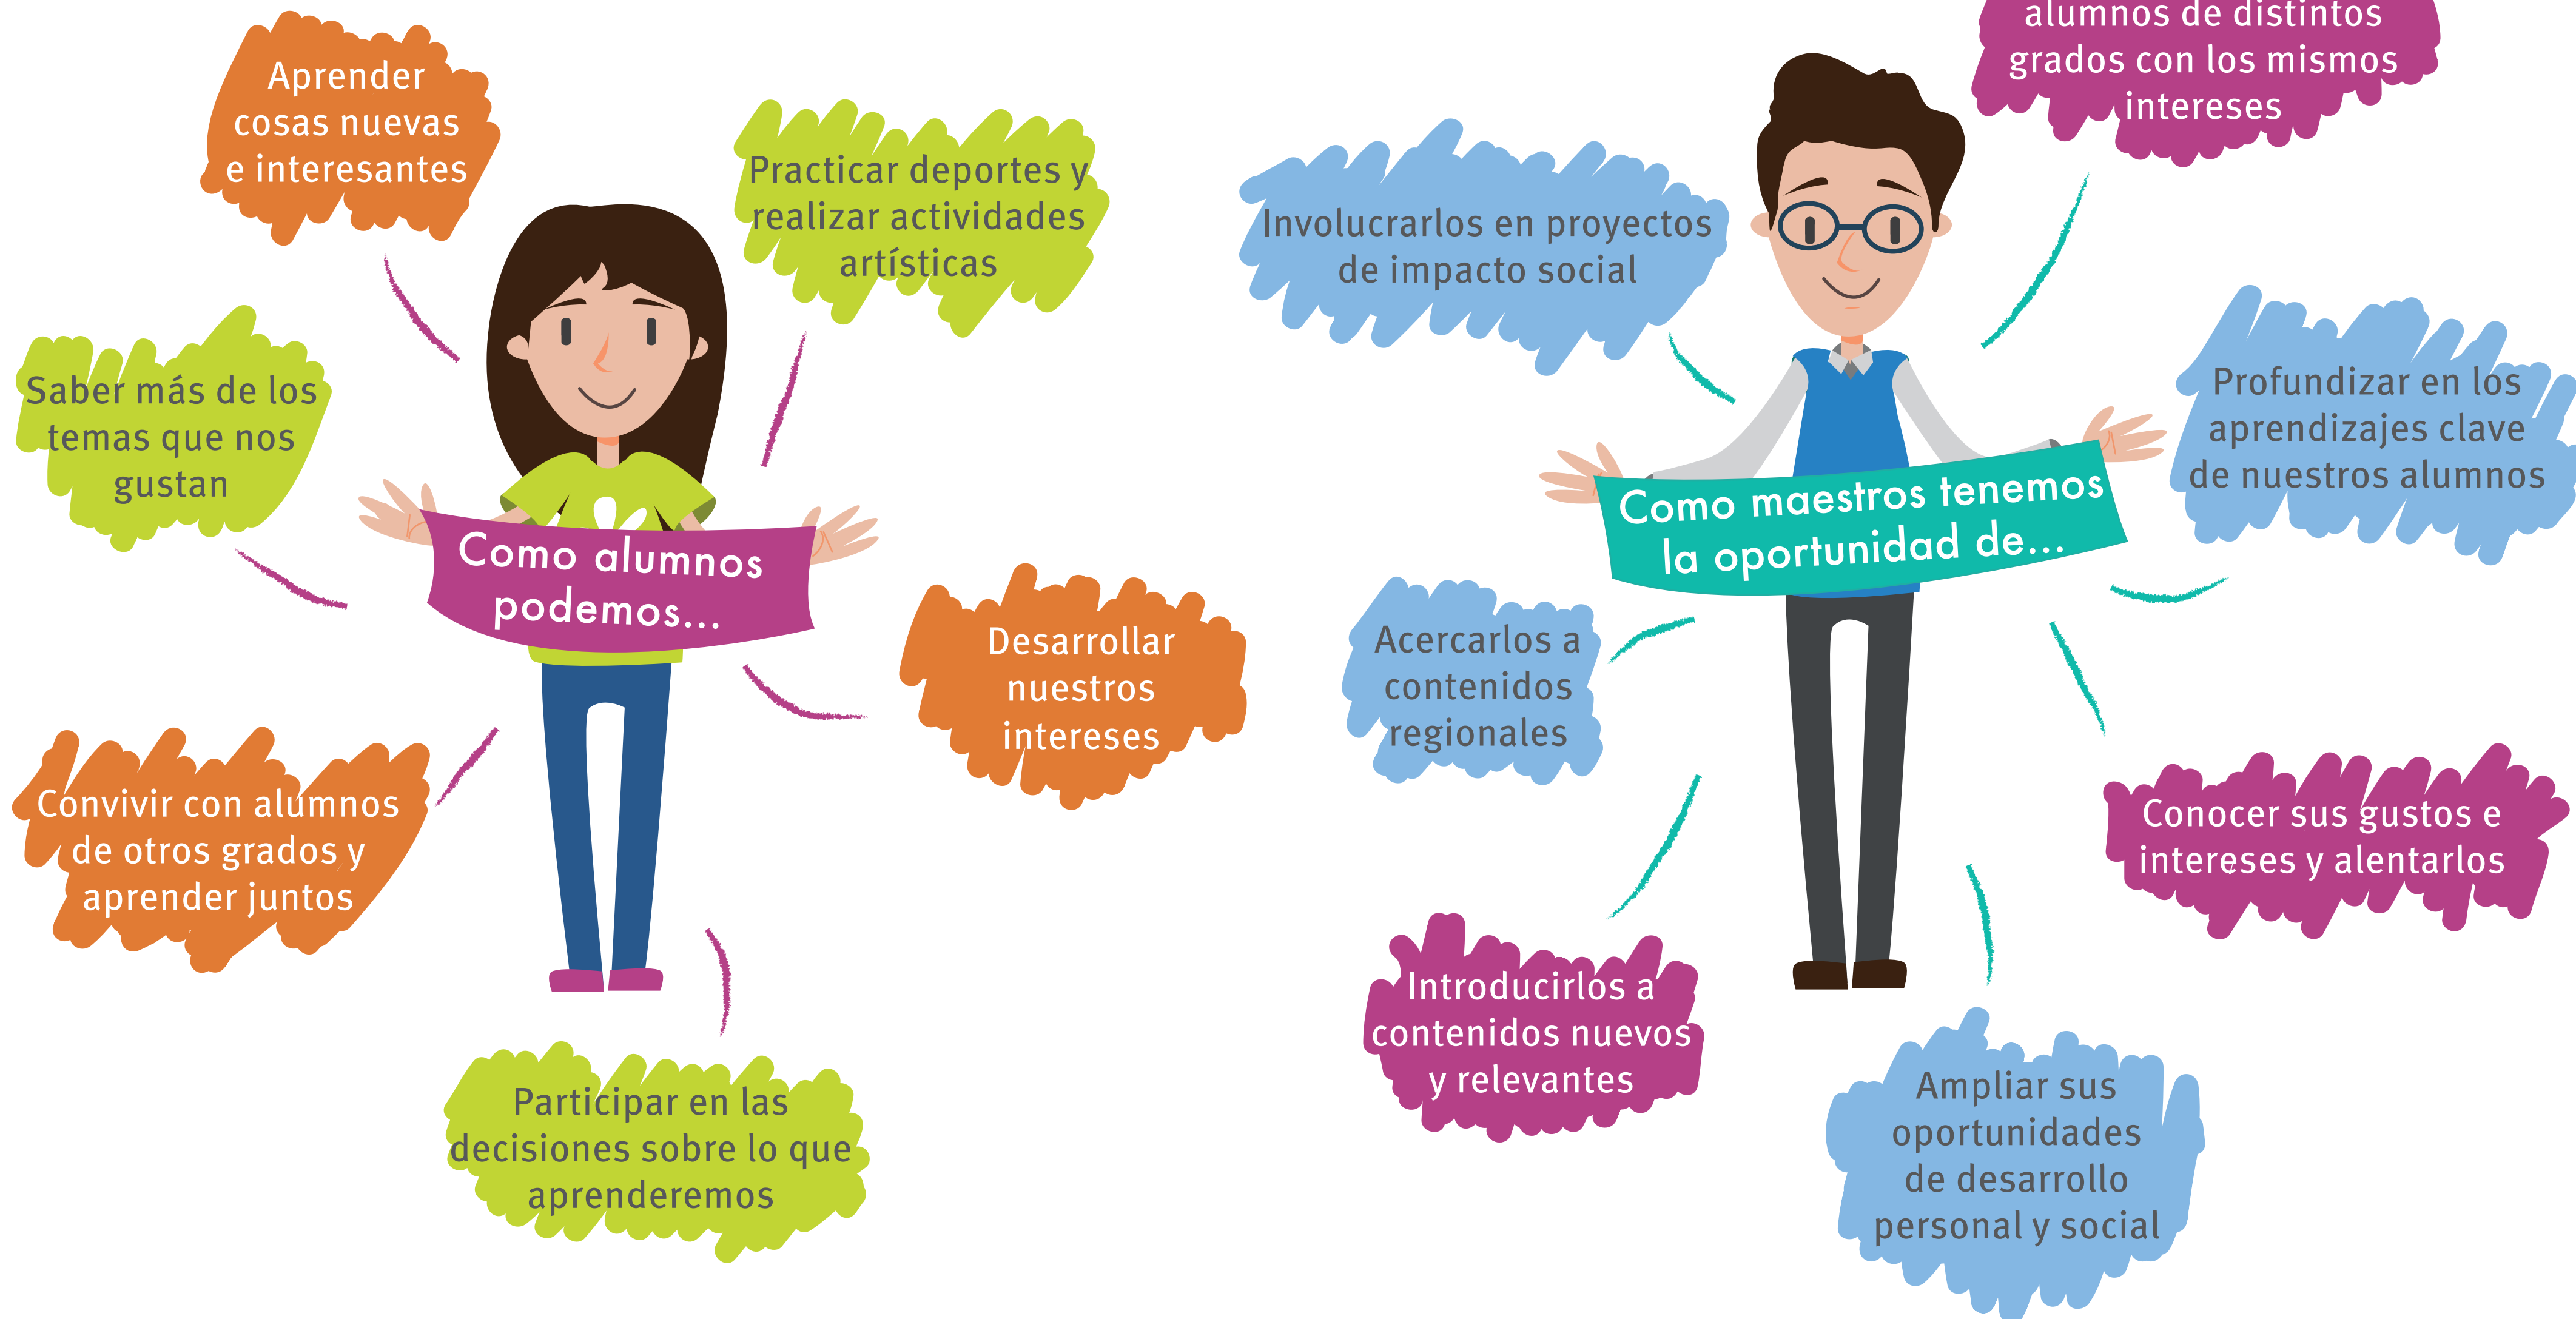 Aprender
cosas nuevas
e interesantes
Practicar deportes y
realizar actividades
artísticas
Saber más de los
temas que nos
gustan
Como alumnos
podemos...
Desarrollar
nuestros
intereses
Convivir con alumnos
de otros grados y
aprender juntos
Participar en las
decisiones sobre lo que
aprenderemos
alumnos de distintos
grados con los mismos
intereses
Involucrarlos en proyectos
de impacto social
Profundizar en los
aprendizajes clave
de nuestros alumnos
Como maestros tenemos
la oportunidad de...
Acercarlos a
contenidos
regionales
Conocer sus gustos e
intereses y alentarlos
Introducirlos a
contenidos nuevos
y relevantes
Ampliar sus
oportunidades
de desarrollo
personal y social